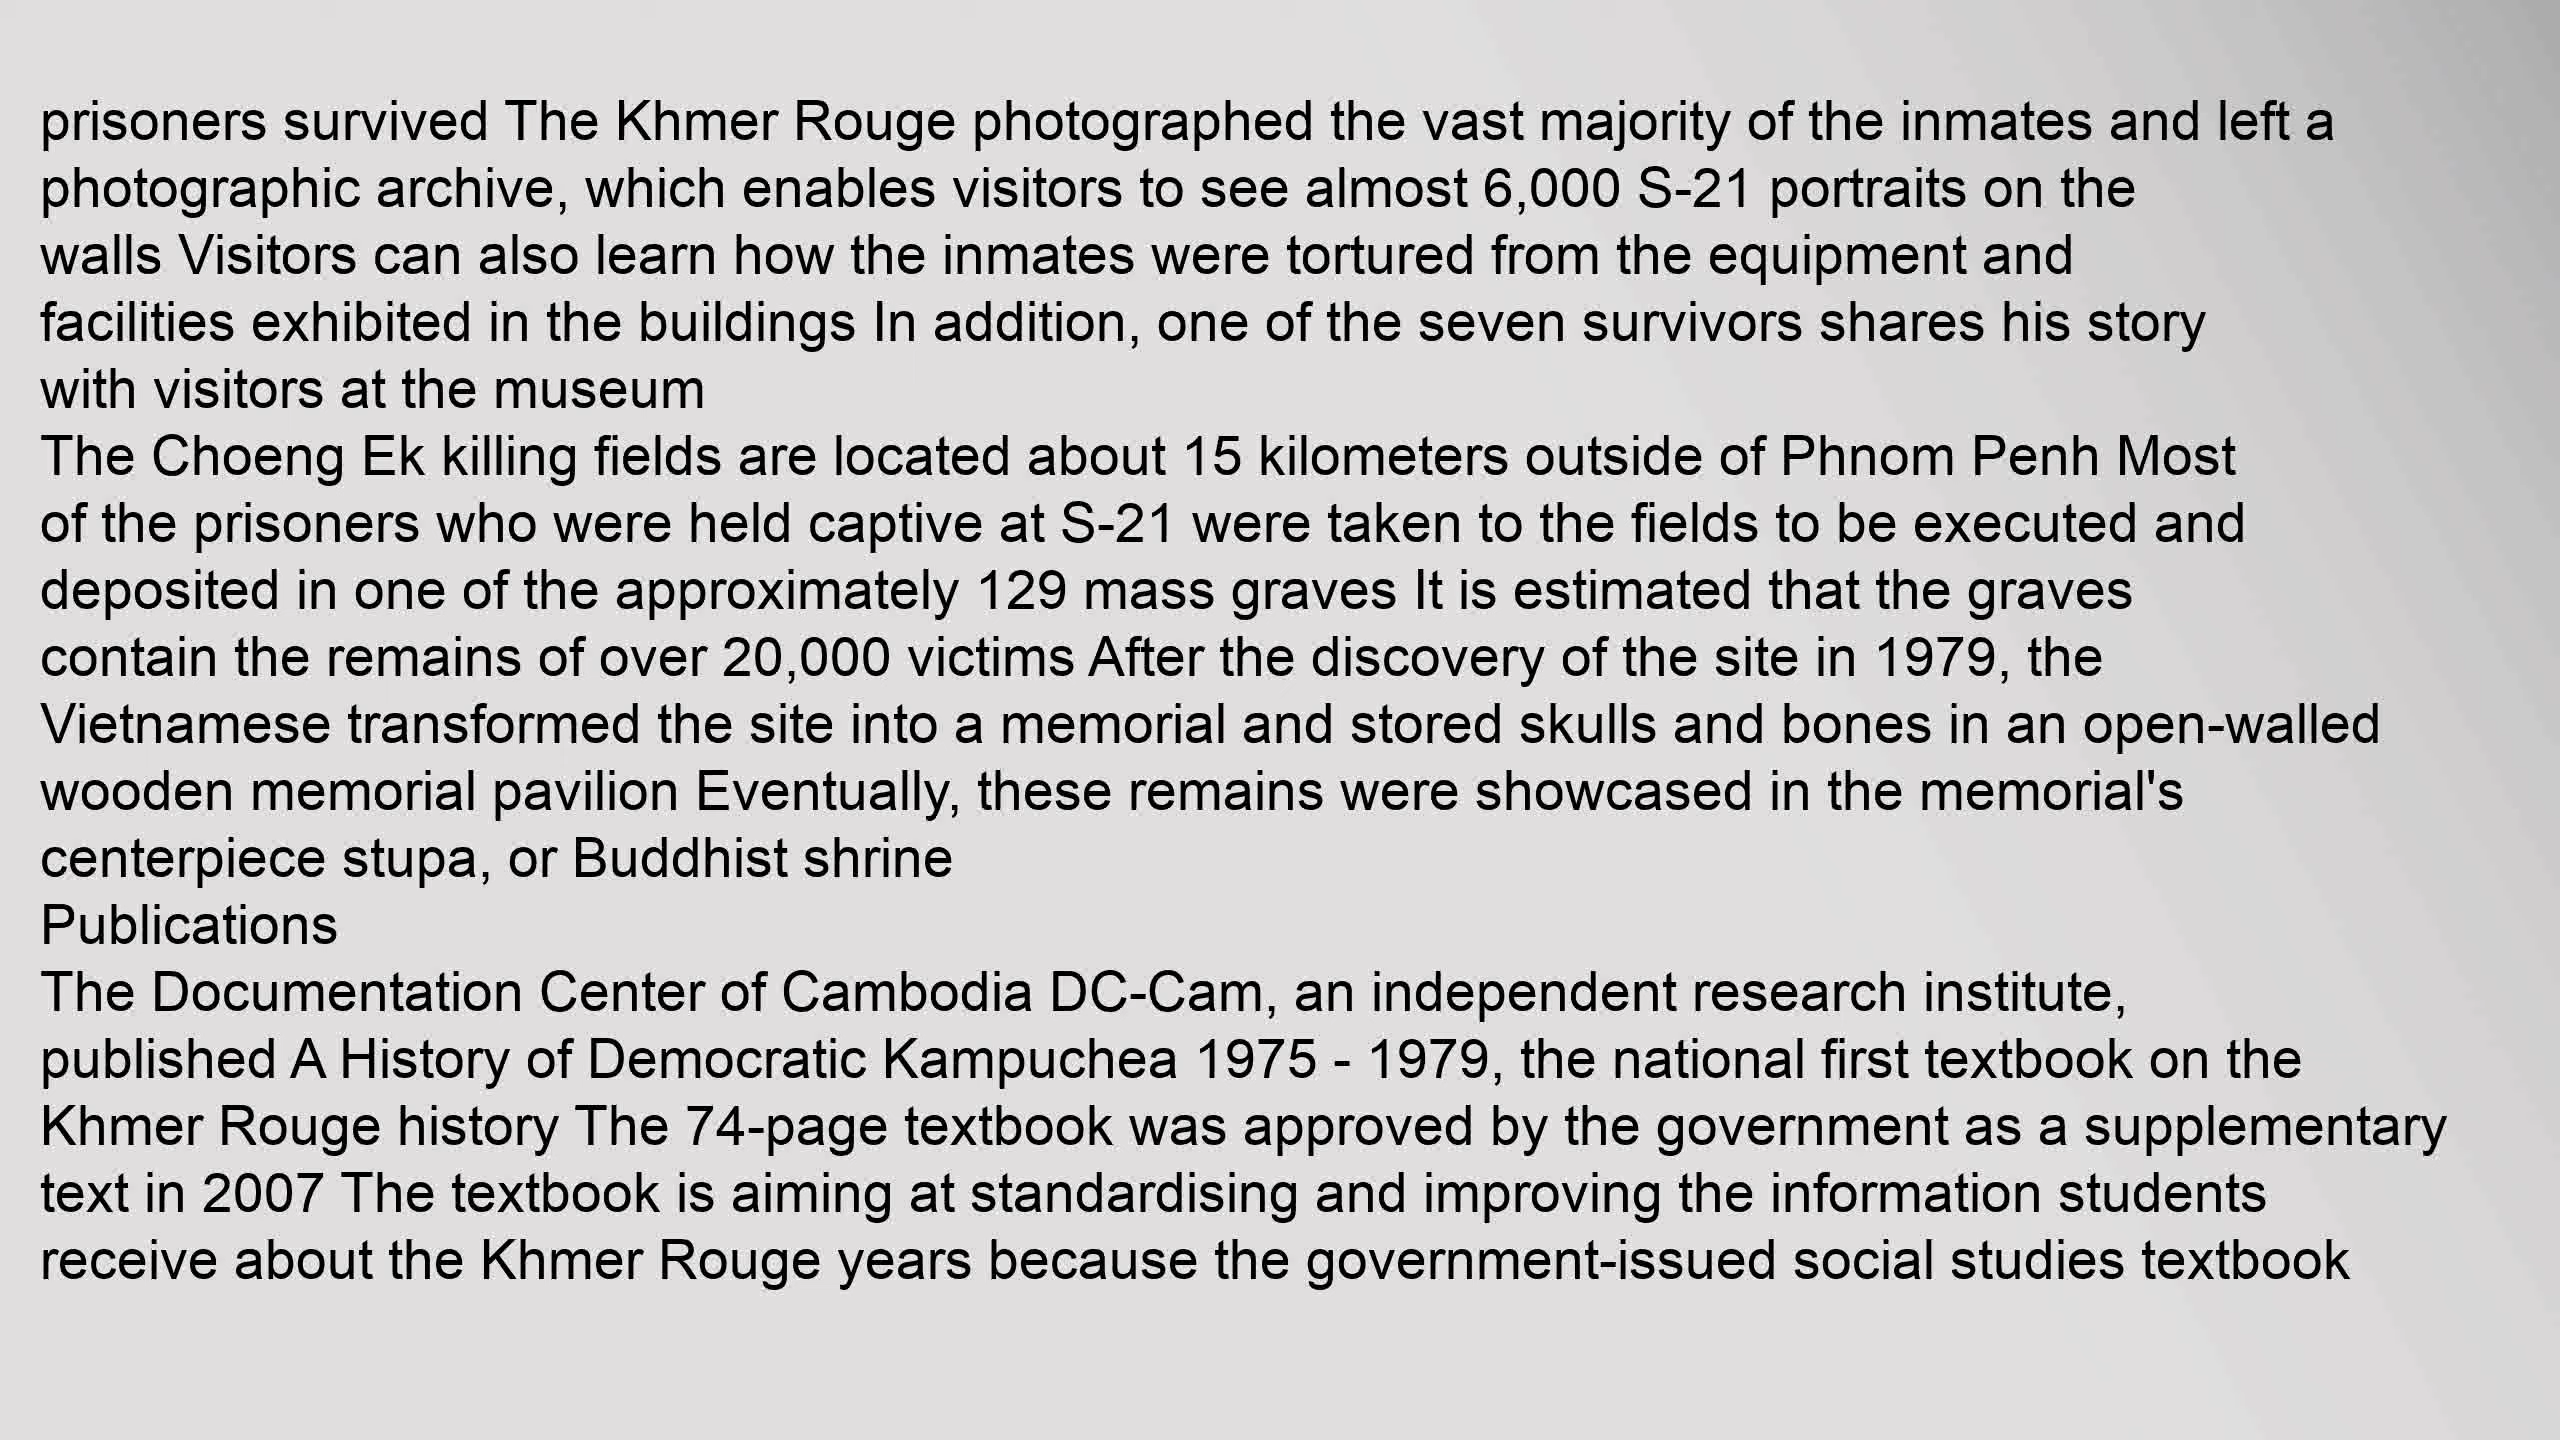 prisoners survived The Khmer Rouge photographed the vast majority of the inmates and left a
photographic archive, which enables visitors to see almost 6,000 S-21 portraits on the
walls Visitors can also learn how the inmates were tortured from the equipment and
facilities exhibited in the buildings In addition, one of the seven survivors shares his story
with visitors at the museum
The Choeng Ek killing fields are located about 15 kilometers outside of Phnom Penh Most
of the prisoners who were held captive at S-21 were taken to the fields to be executed and
deposited in one of the approximately 129 mass graves It is estimated that the graves
contain the remains of over 20,000 victims After the discovery of the site in 1979, the
Vietnamese transformed the site into a memorial and stored skulls and bones in an open-walled
wooden memorial pavilion Eventually, these remains were showcased in the memorial's
centerpiece stupa, or Buddhist shrine
Publications
The Documentation Center of Cambodia DC-Cam, an independent research institute,
published A History of Democratic Kampuchea 1975 - 1979, the national first textbook on the
Khmer Rouge history The 74-page textbook was approved by the government as a supplementary
text in 2007 The textbook is aiming at standardising and improving the information students
receive about the Khmer Rouge years because the government-issued social studies textbook